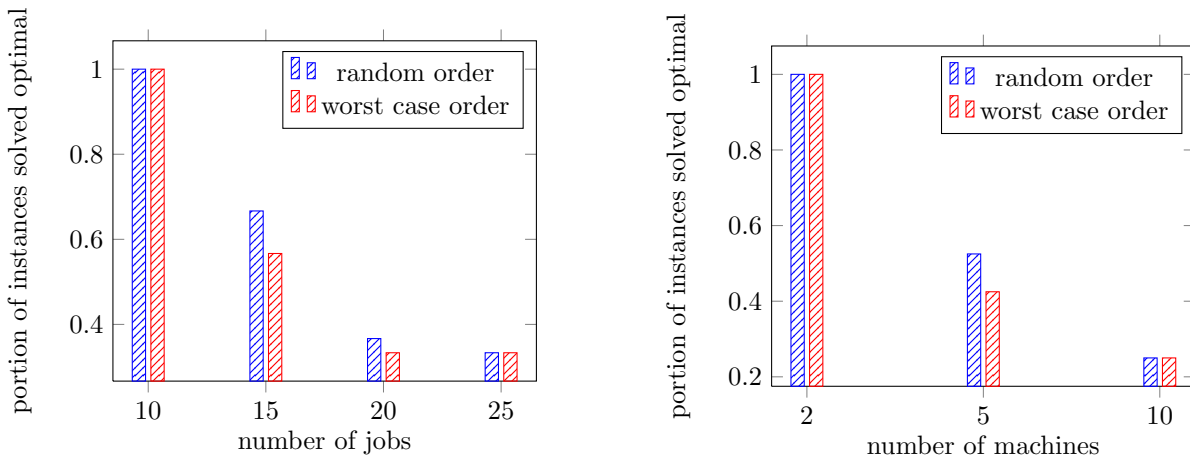 portion of instances solved optimal
1
0.8
0.6
0.4
10
15
20
25
number of jobs
random order
worst case order
portion of instances solved optimal
1
0.8
0.6
0.4
0.2
2
5
10
number of machines
random order
worst case order